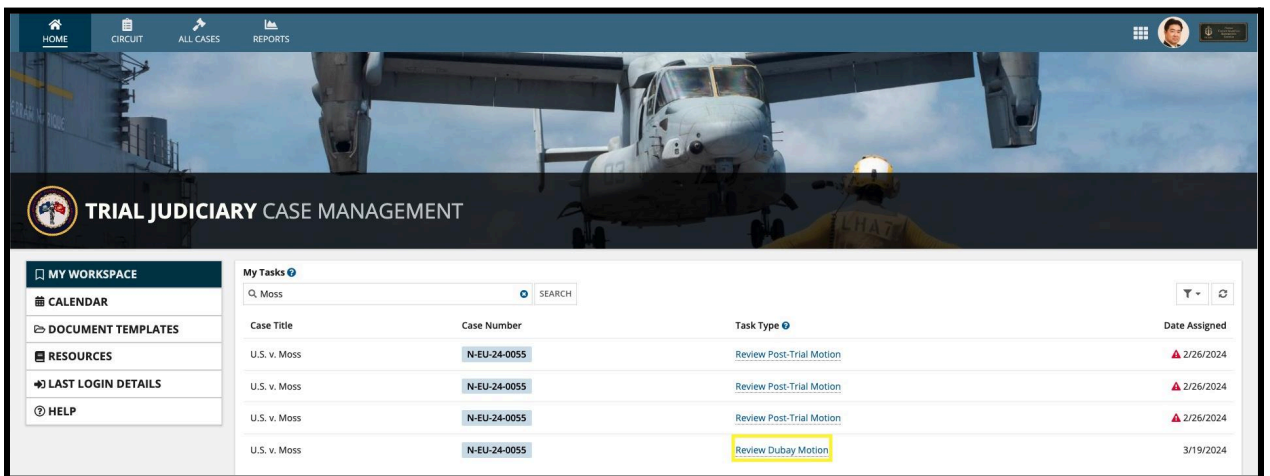 HOME
CIRCUIT
ALL CASES
REPORTS
TRIAL JUDICIARY CASE MANAGEMENT
MY WORKSPACE
CALENDAR
DOCUMENT TEMPLATES
RESOURCES
LAST LOGIN DETAILS
HELP
My Tasks
Moss SEARCH
Case Title Case Number Task Type Date Assigned
U.S. v. Moss N-EU-24-0055 Review Post-Trial Motion 2/26/2024
U.S. v. Moss N-EU-24-0055 Review Post-Trial Motion 2/26/2024
U.S. v. Moss N-EU-24-0055 Review Post-Trial Motion 2/26/2024
U.S. v. Moss N-EU-24-0055 Review Dubay Motion 3/19/2024